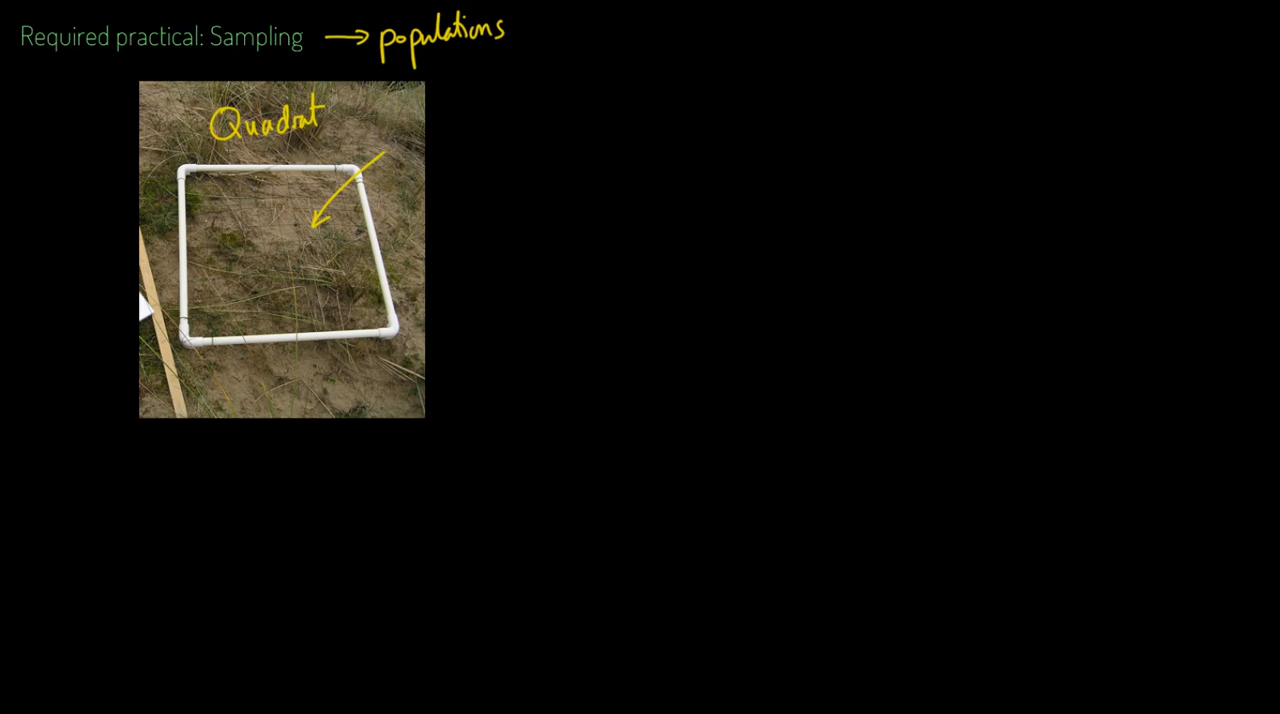 Required practical: Sampling → populations
Quadrat